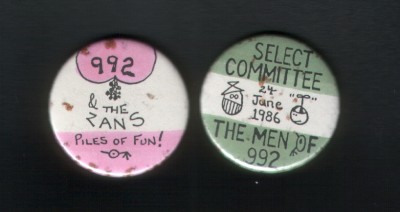 992
& THE
ZANS
PILES OF FUN!
SELECT
COMMITTEE
24
June
1986
THE MEN OF
992